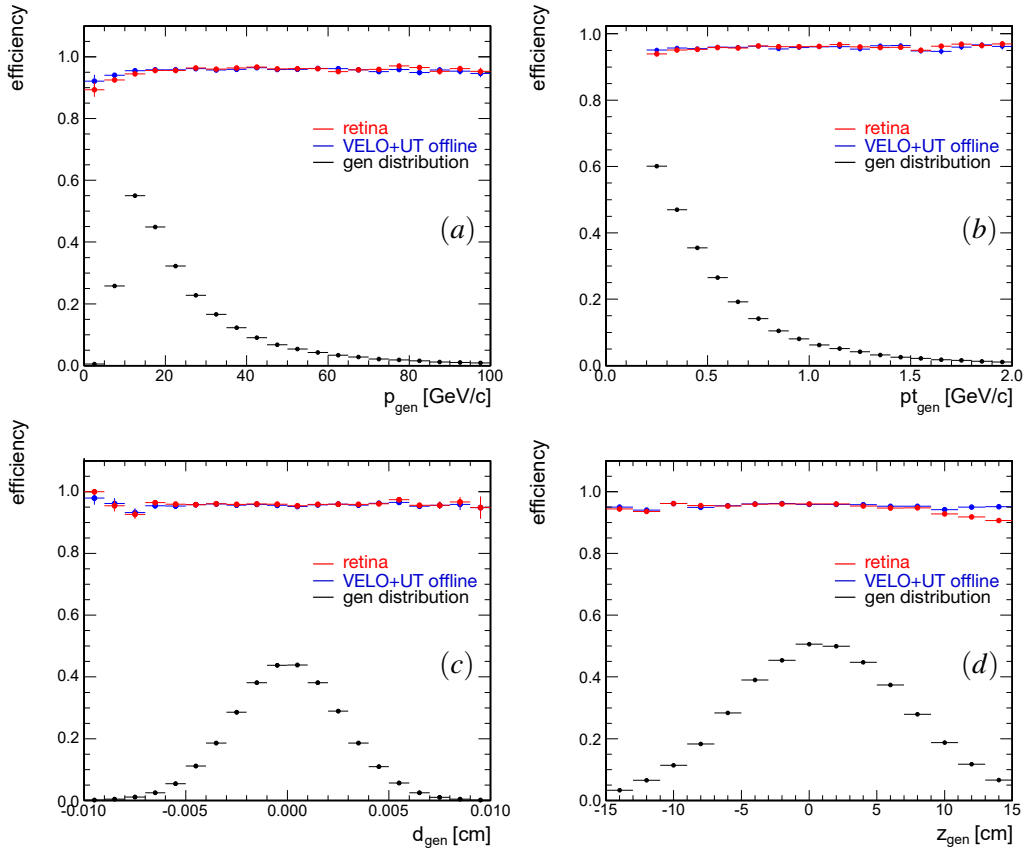 efficiency
1.0
0.8
0.6
0.4
0.2
0.0
retina
VELO+UT offline
gen distribution
(a)
0 20 40 60 80 100
p_gen [GeV/c]
efficiency
1.0
0.8
0.6
0.4
0.2
0.0
retina
VELO+UT offline
gen distribution
(b)
0.0 0.5 1.0 1.5 2.0
pt_gen [GeV/c]
efficiency
1.0
0.8
0.6
0.4
0.2
0.0
retina
VELO+UT offline
gen distribution
(c)
-0.010 -0.005 0.000 0.005 0.010
d_gen [cm]
efficiency
1.0
0.8
0.6
0.4
0.2
0.0
retina
VELO+UT offline
gen distribution
(d)
-15 -10 -5 0 5 10 15
z_gen [cm]